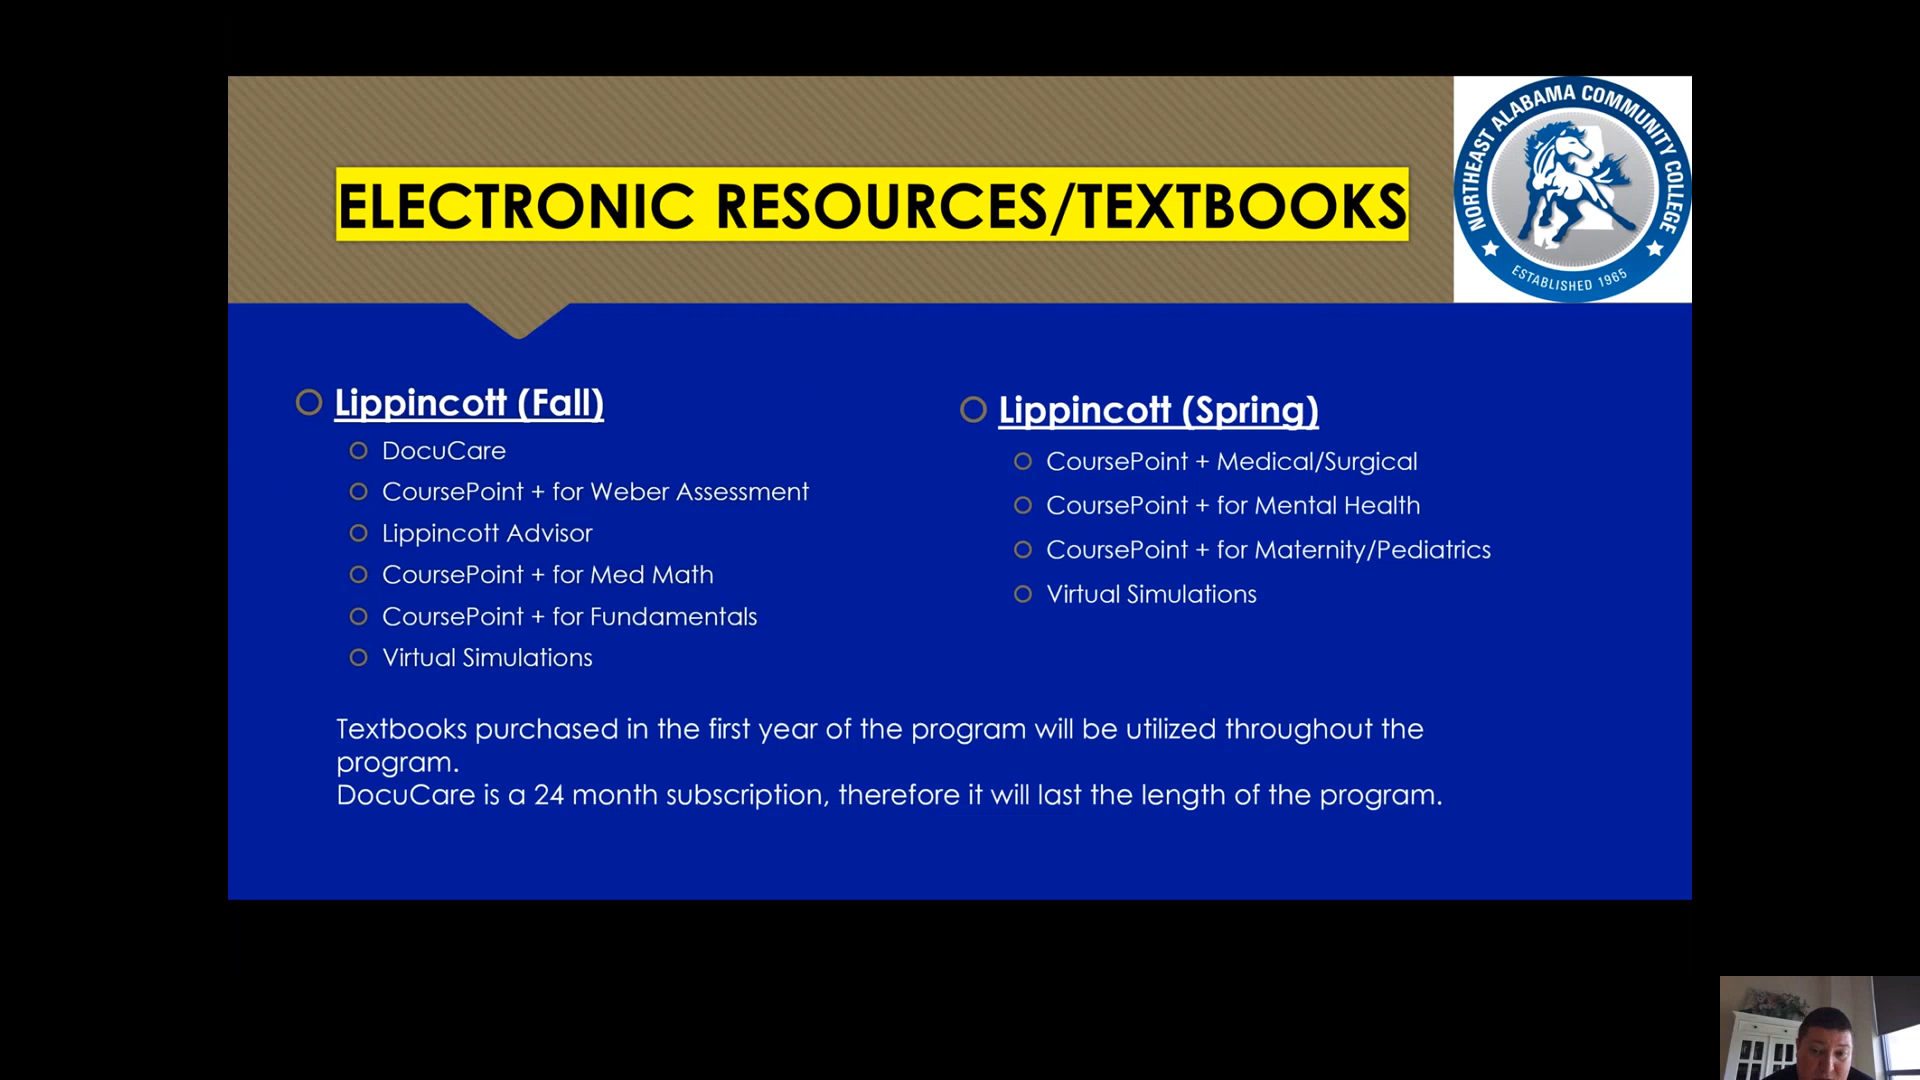 NORTHEAST ALABAMA COMMUNITY COLLEGE
ESTABLISHED 1965
ELECTRONIC RESOURCES/TEXTBOOKS
Lippincott (Fall)
DocuCare
CoursePoint + for Weber Assessment
Lippincott Advisor
CoursePoint + for Med Math
CoursePoint + for Fundamentals
Virtual Simulations
Lippincott (Spring)
CoursePoint + Medical/Surgical
CoursePoint + for Mental Health
CoursePoint + for Maternity/Pediatrics
Virtual Simulations
Textbooks purchased in the first year of the program will be utilized throughout the
program.
DocuCare is a 24 month subscription, therefore it will last the length of the program.